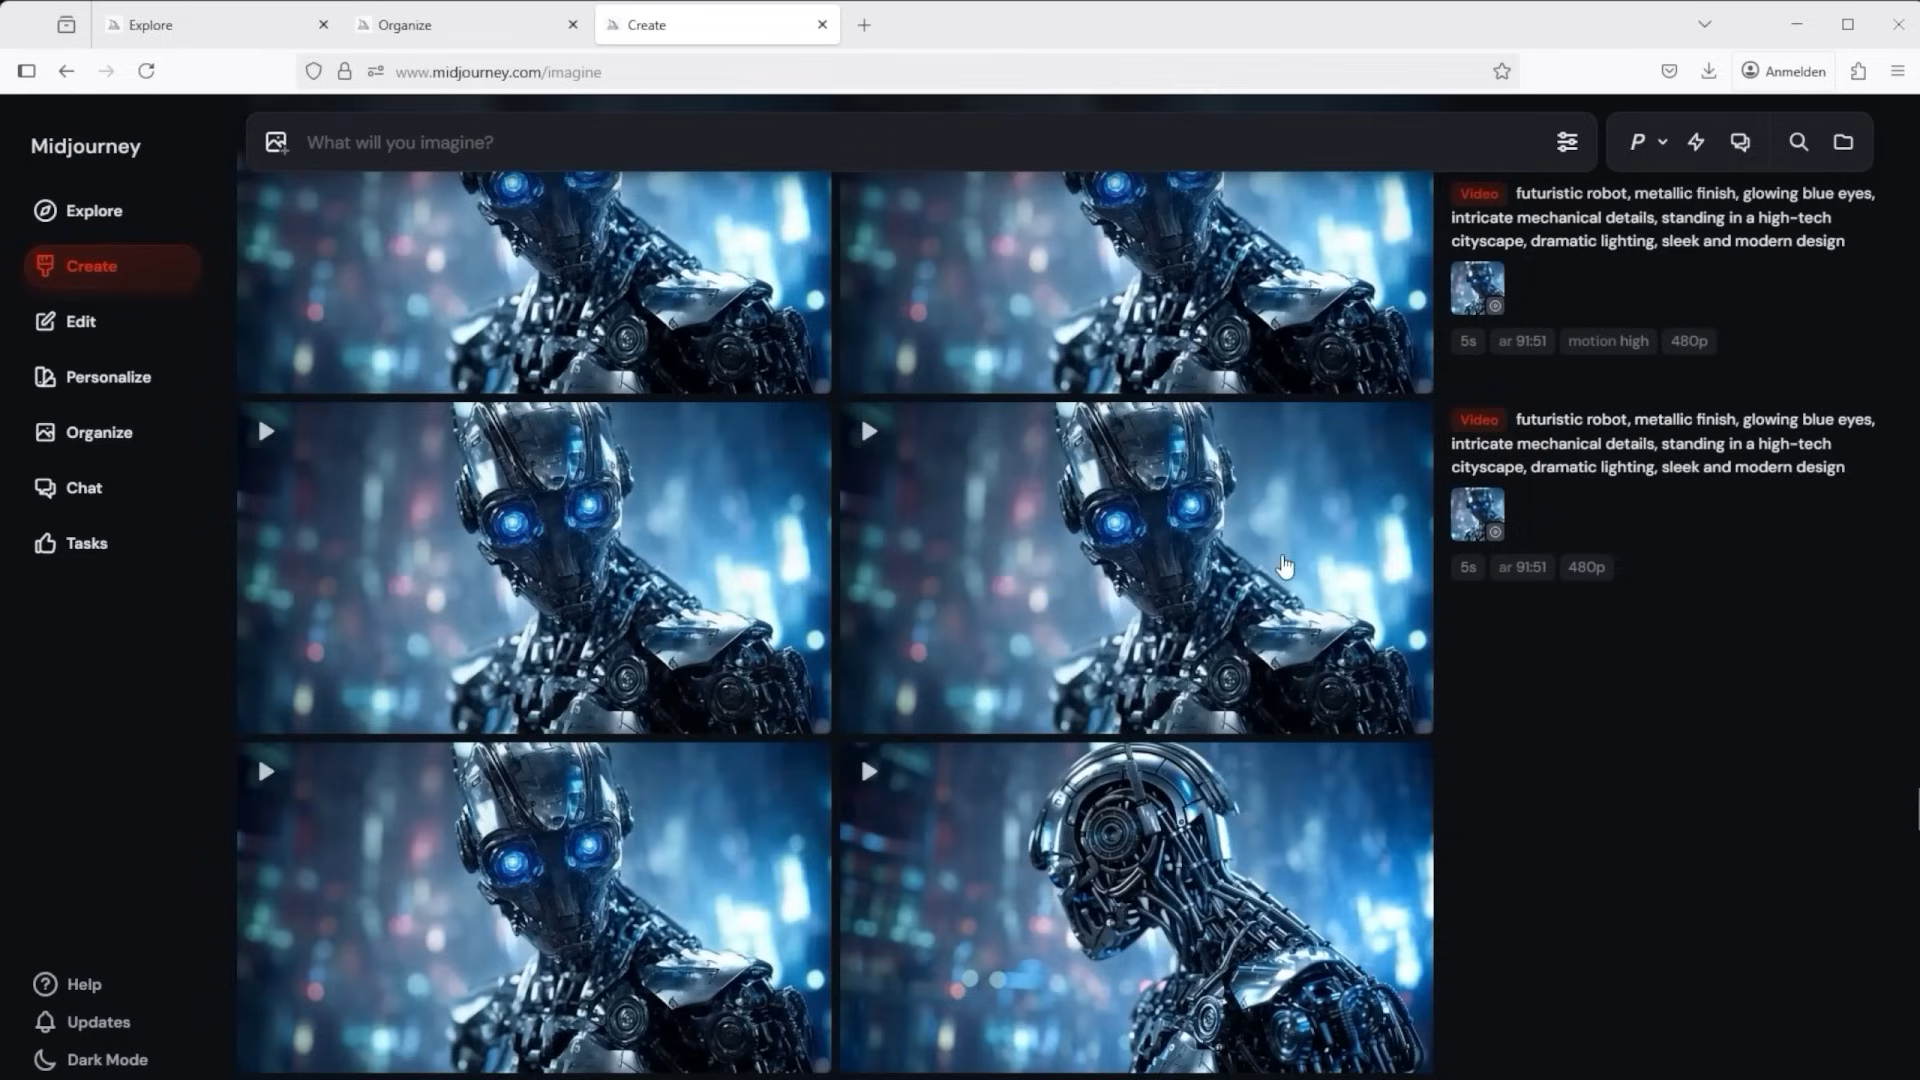 Explore
Organize
Create
www.midjourney.com/imagine
Anmelden
Midjourney
What will you imagine?
P
Explore
Create
Edit
Personalize
Organize
Chat
Tasks
Help
Updates
Dark Mode
Video futuristic robot, metallic finish, glowing blue eyes,
intricate mechanical details, standing in a high-tech
cityscape, dramatic lighting, sleek and modern design
5s ar 91:51 motion high 480p
Video futuristic robot, metallic finish, glowing blue eyes,
intricate mechanical details, standing in a high-tech
cityscape, dramatic lighting, sleek and modern design
5s ar 91:51 480p